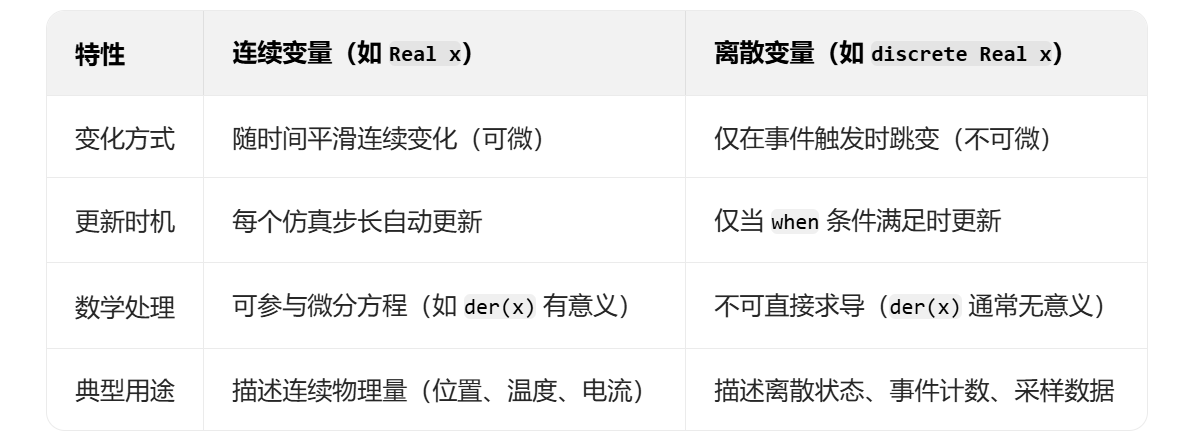 特性 连续变量（如 Real x） 离散变量（如 discrete Real x）
变化方式 随时间平滑连续变化（可微） 仅在事件触发时跳变（不可微）
更新时机 每个仿真步长自动更新 仅当 when 条件满足时更新
数学处理 可参与微分方程（如 der(x) 有意义） 不可直接求导（der(x) 通常无意义）
典型用途 描述连续物理量（位置、温度、电流） 描述离散状态、事件计数、采样数据